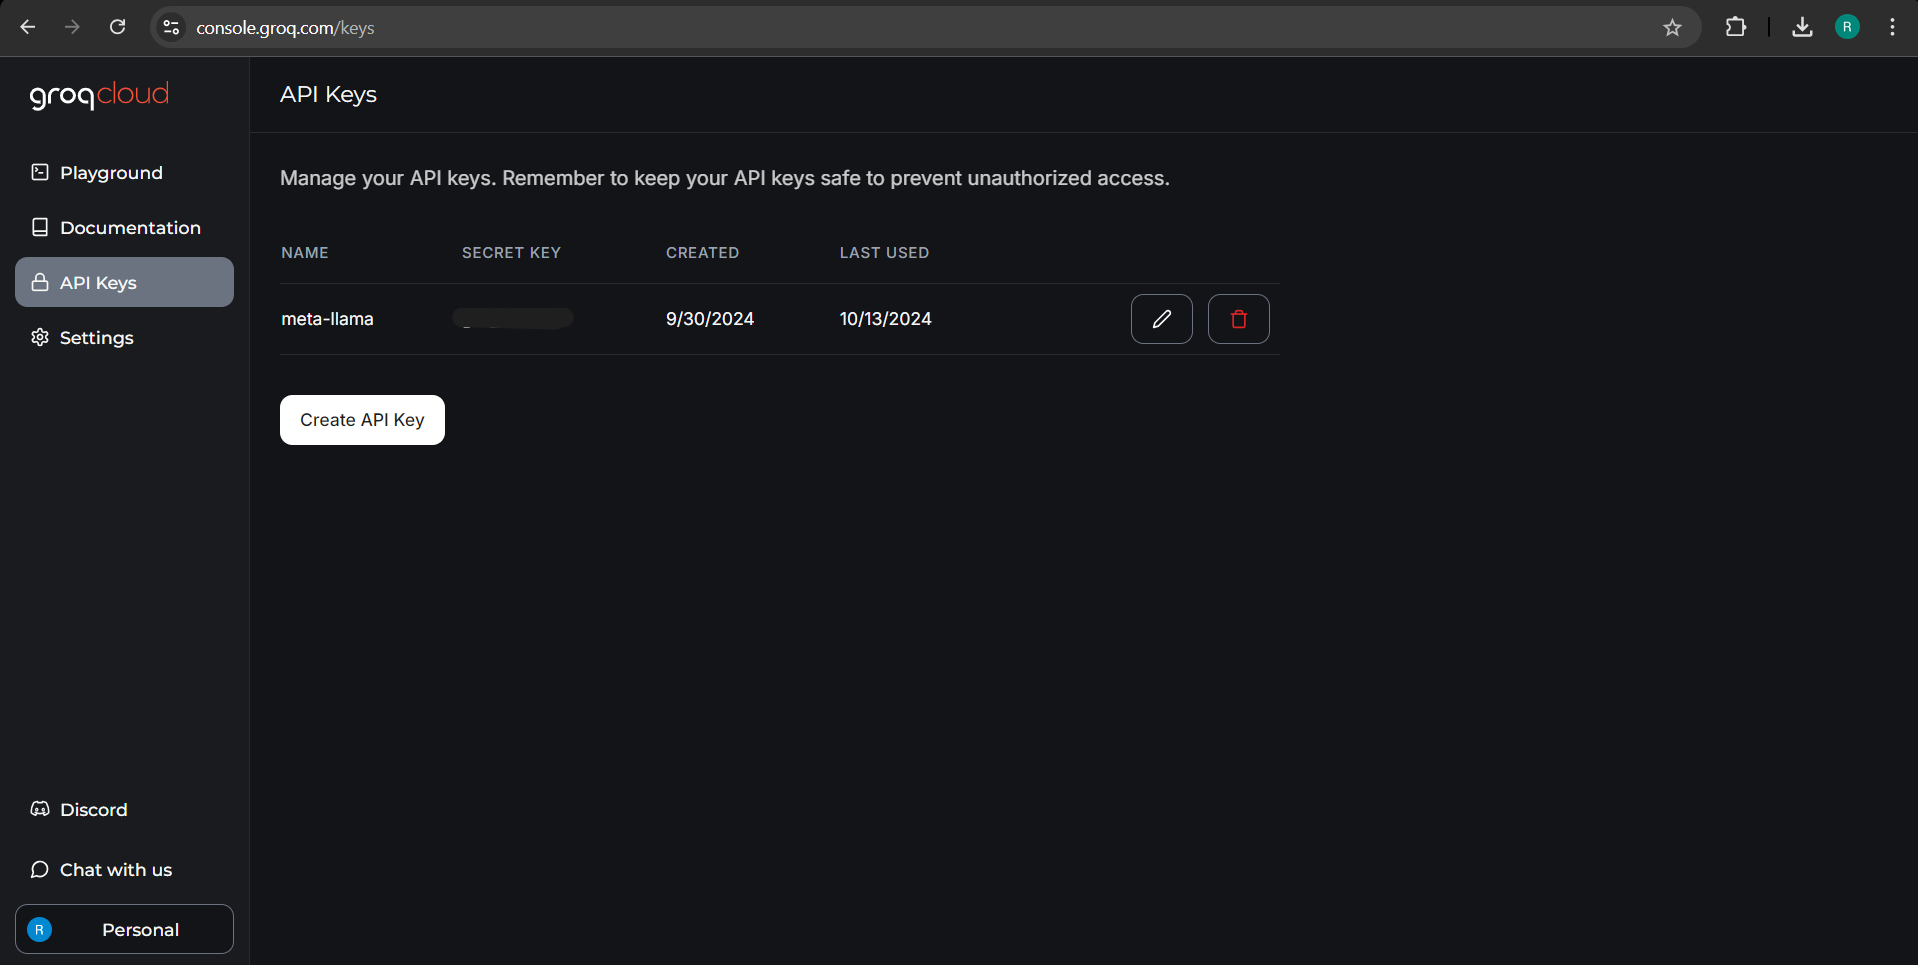 console.groq.com/keys
R
groqcloud
API Keys
Playground
Documentation
API Keys
Settings
Manage your API keys. Remember to keep your API keys safe to prevent unauthorized access.
NAME SECRET KEY CREATED LAST USED
meta-llama 9/30/2024 10/13/2024
Create API Key
Discord
Chat with us
R Personal